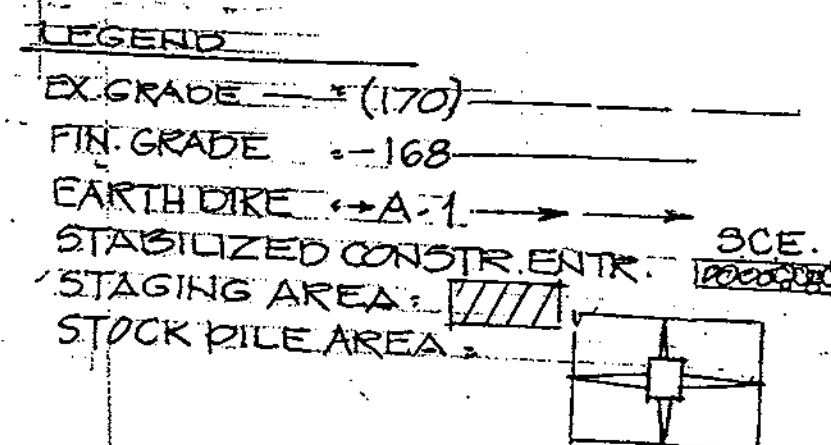 LEGEND
EX.GRADE = (170)
FIN. GRADE = 168
EARTH DIKE = A-1
STABILIZED CONSTR. ENTR. SCE.
STAGING AREA =
STOCK PILE AREA =